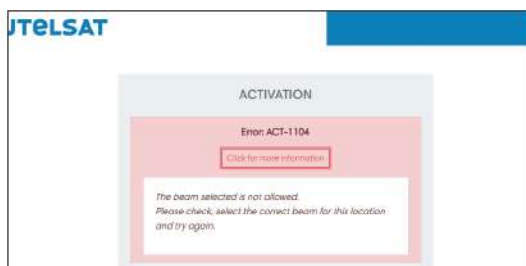 UTELSAT
ACTIVATION
Error: ACT-1104
Click for more information
The beam selected is not allowed.
Please check, select the correct beam for this location
and try again.